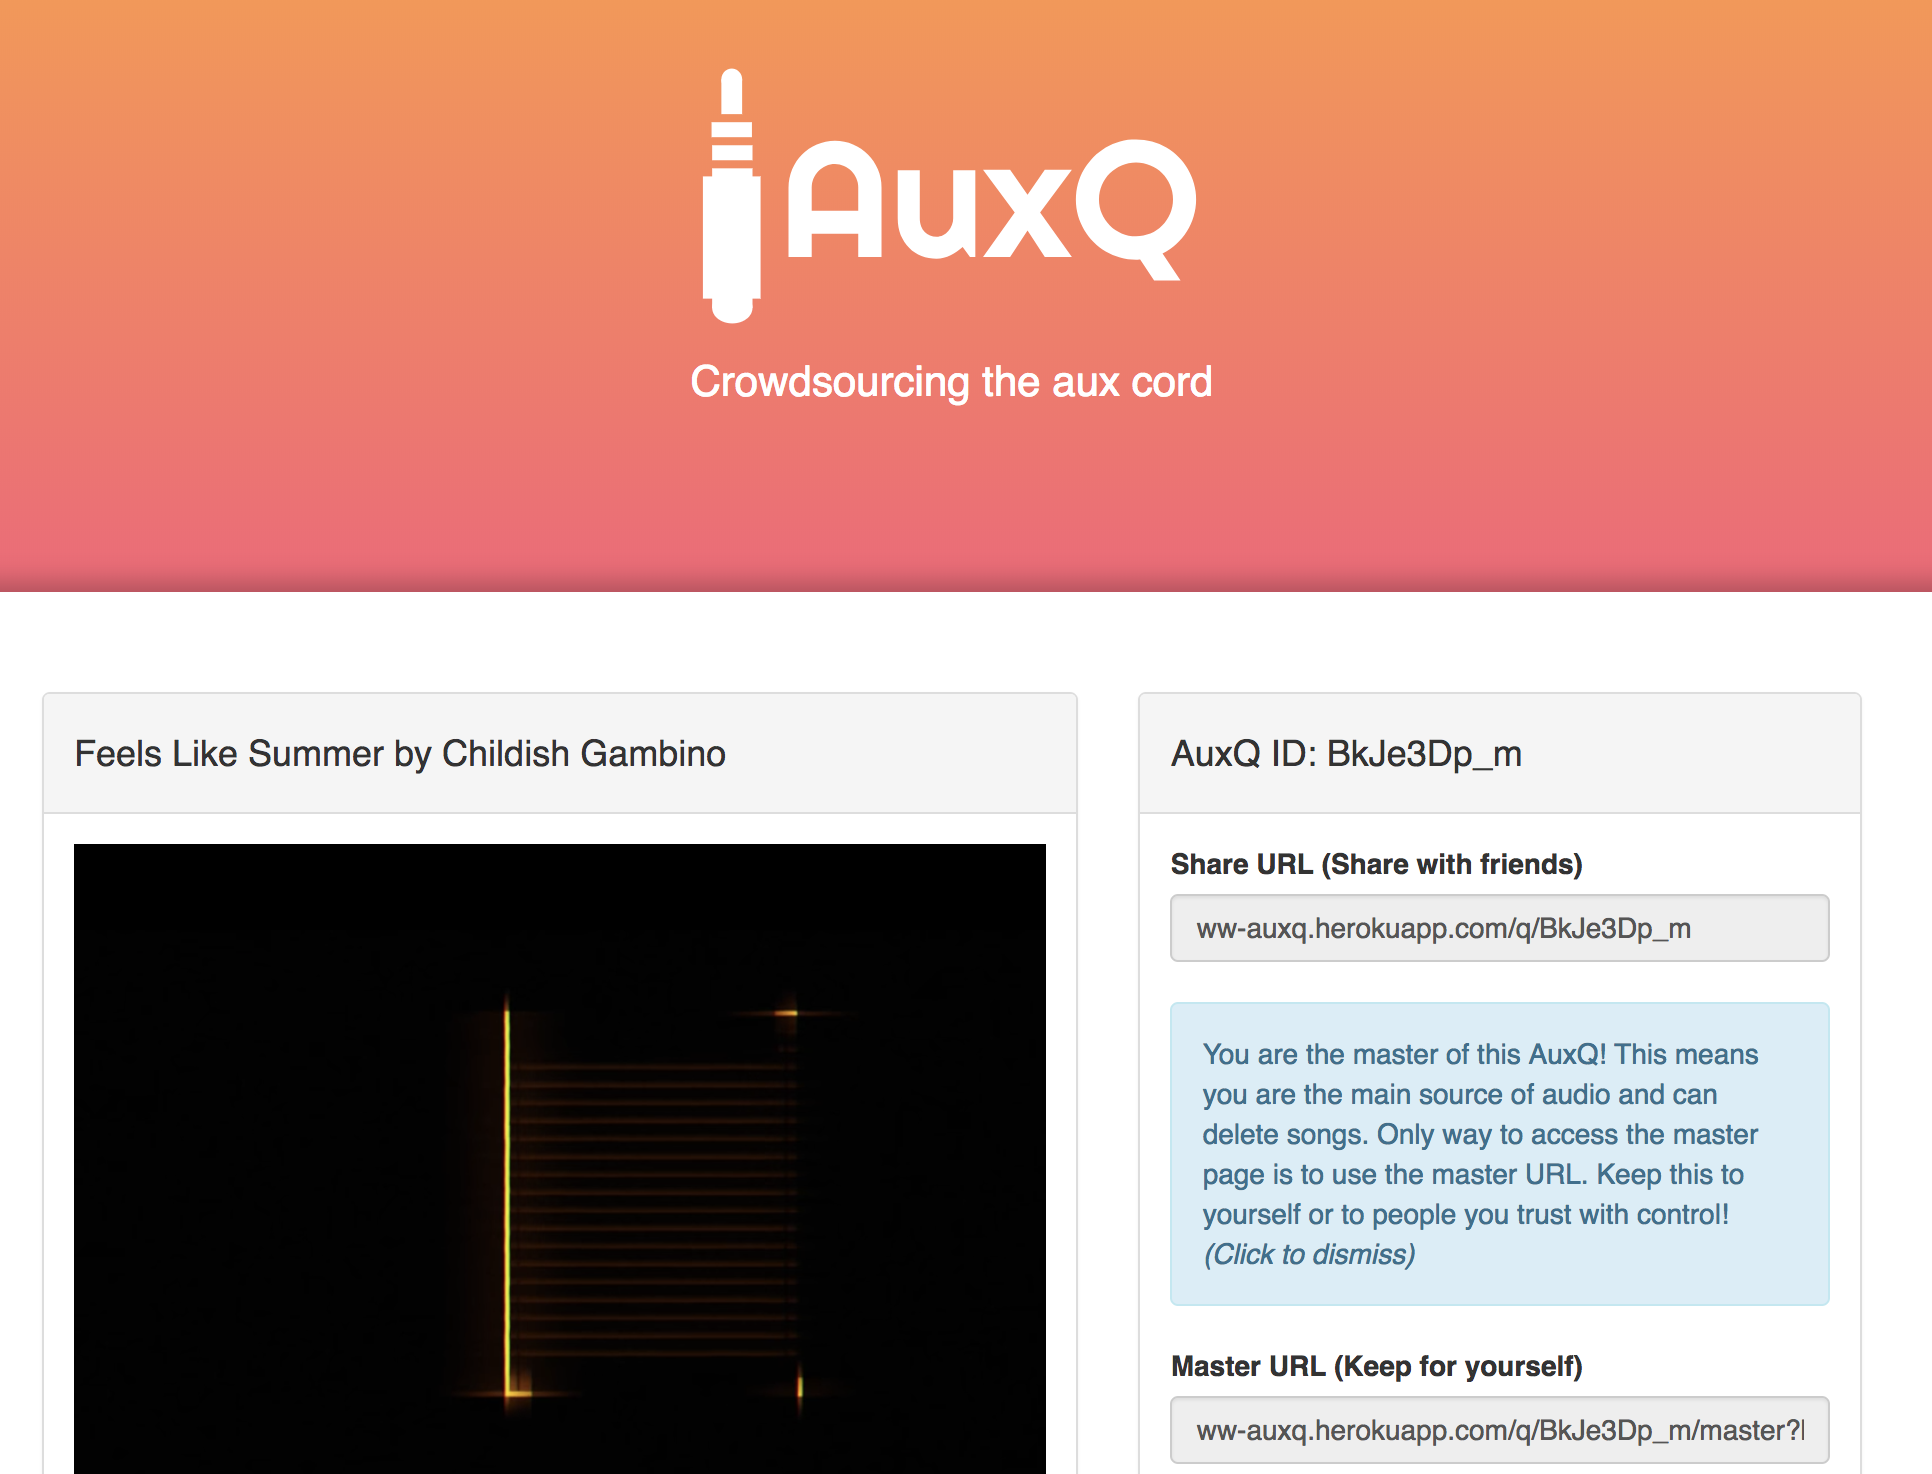 AuxQ
Crowdsourcing the aux cord
Feels Like Summer by Childish Gambino
AuxQ ID: BkJe3Dp_m
Share URL (Share with friends)
ww-auxq.herokuapp.com/q/BkJe3Dp_m
You are the master of this AuxQ! This means
you are the main source of audio and can
delete songs. Only way to access the master
page is to use the master URL. Keep this to
yourself or to people you trust with control!
(Click to dismiss)
Master URL (Keep for yourself)
ww-auxq.herokuapp.com/q/BkJe3Dp_m/master?